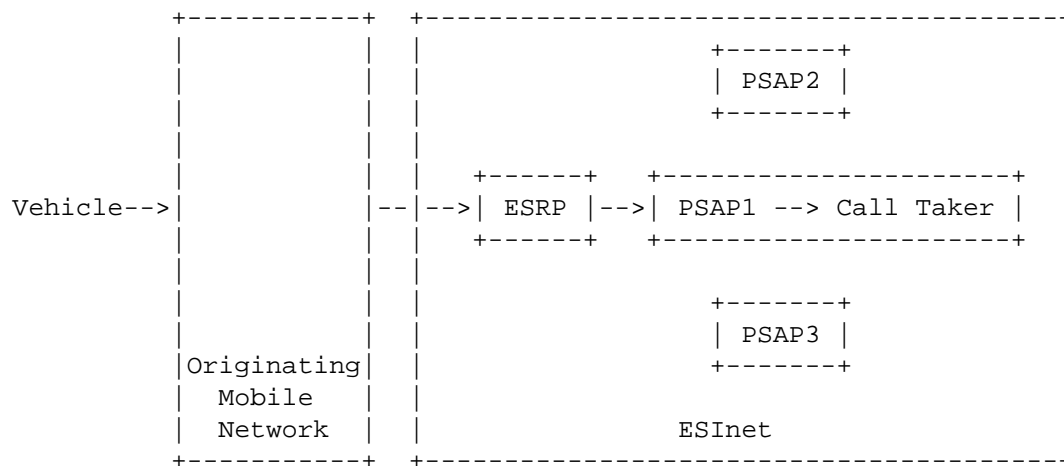 PSAP2
Vehicle--> -- --> ESRP --> PSAP1 --> Call Taker
PSAP3
Originating
Mobile
Network ESInet